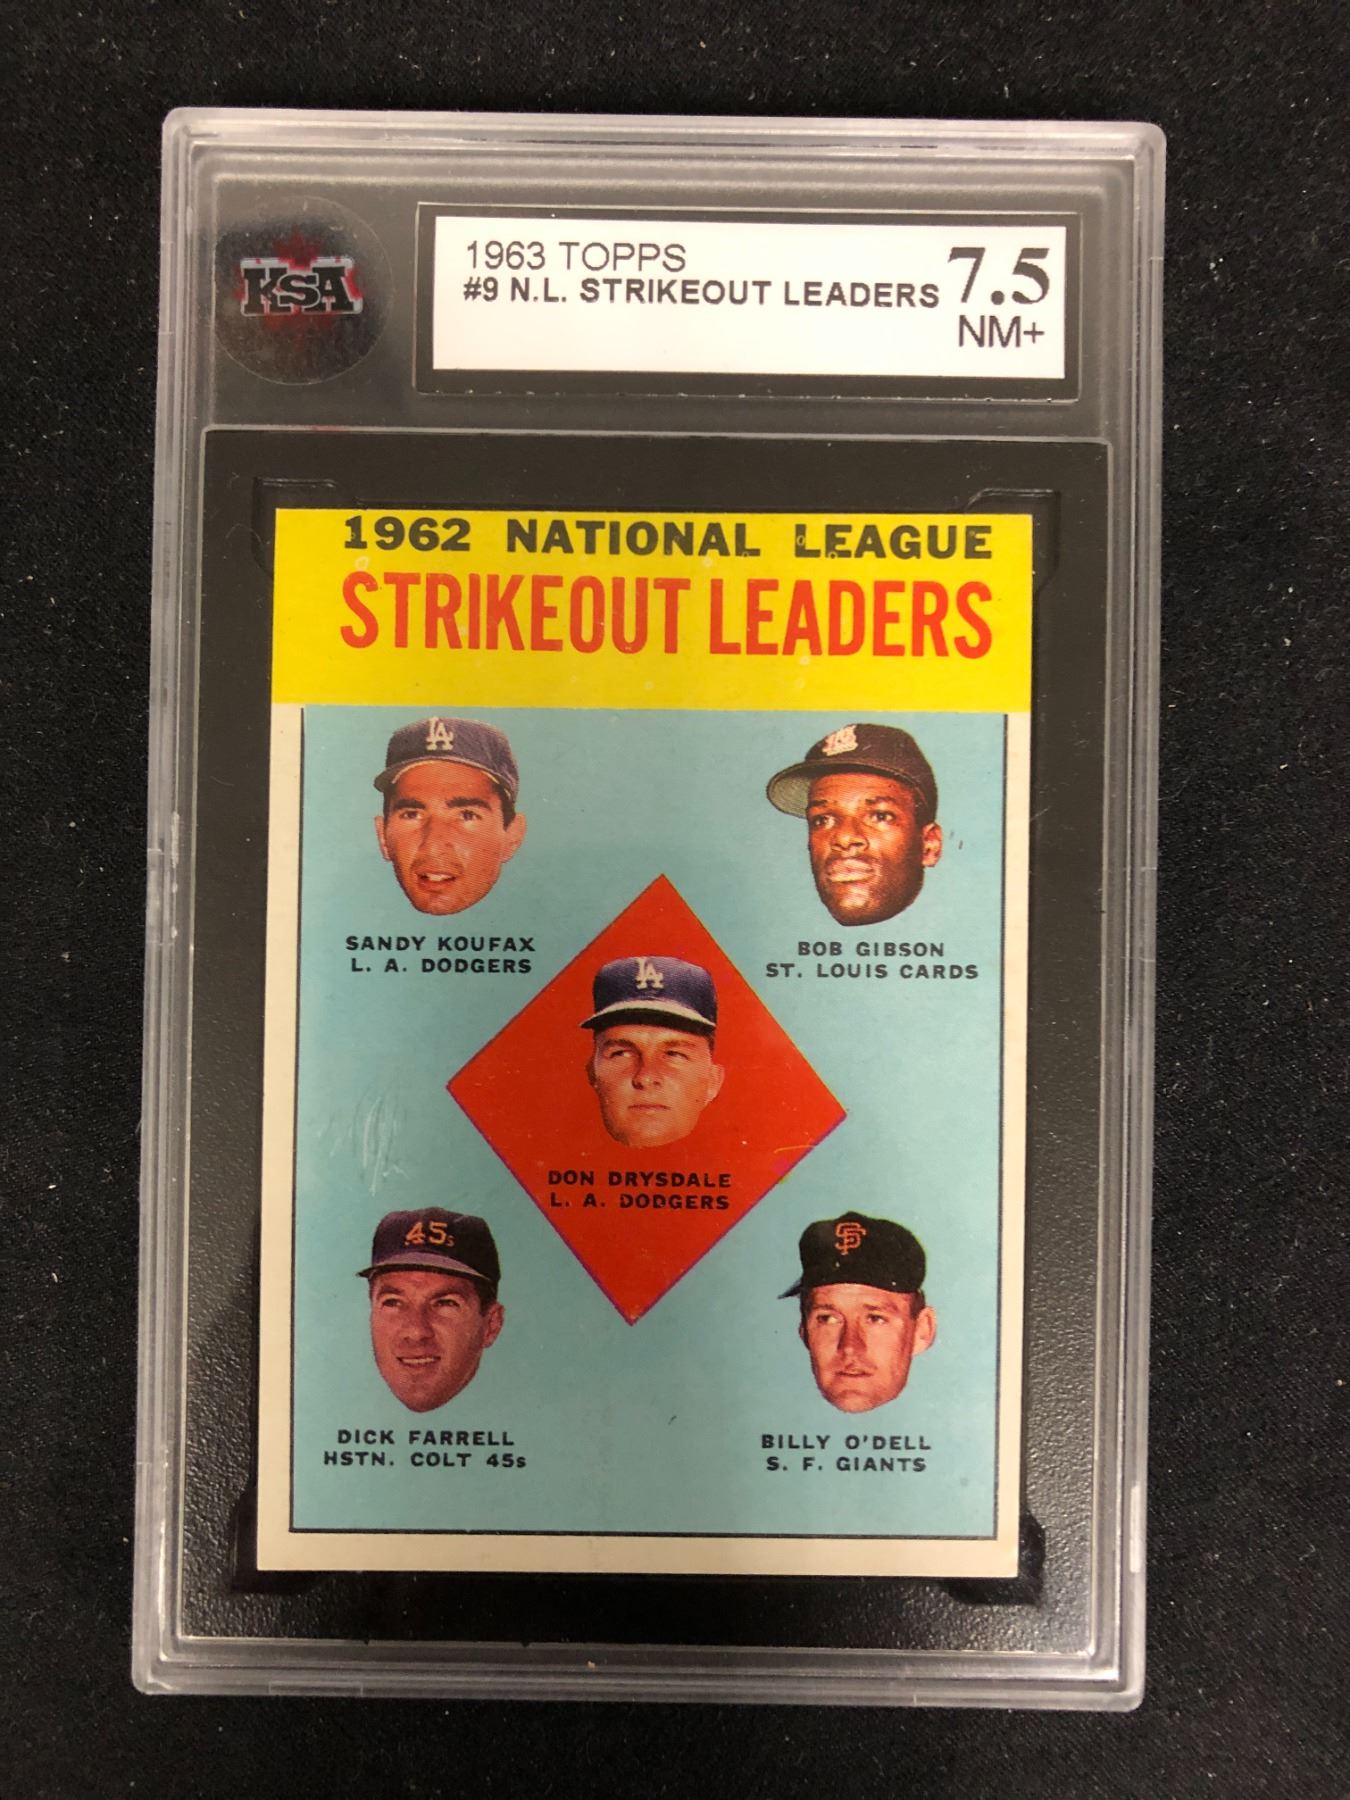 KSA
1963 TOPPS
#9 N.L. STRIKEOUT LEADERS
7.5
NM+
1962 NATIONAL LEAGUE
STRIKEOUT LEADERS
LA
SANDY KOUFAX
L. A. DODGERS
BOB GIBSON
ST. LOUIS CARDS
LA
DON DRYSDALE
L. A. DODGERS
.45s
DICK FARRELL
HSTN. COLT 45s
SF
BILLY O'DELL
S. F. GIANTS